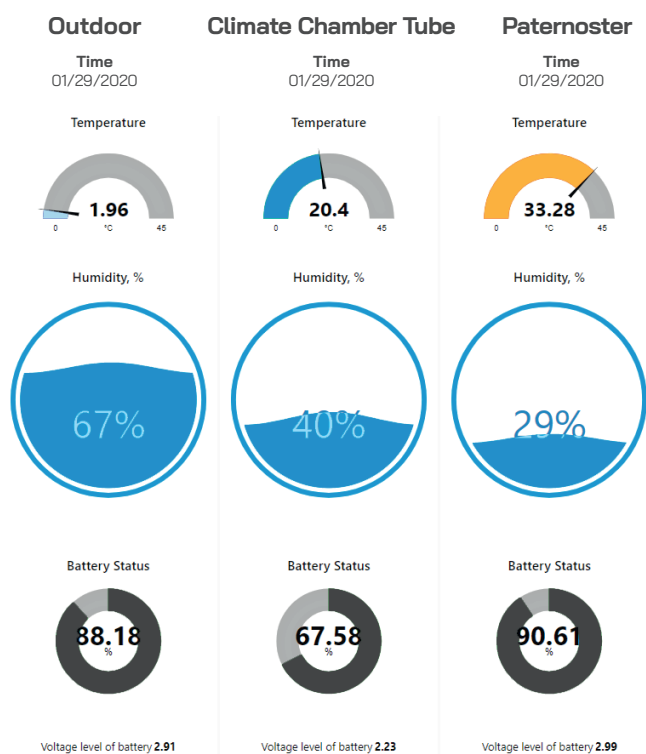 Outdoor Climate Chamber Tube Paternoster
Time Time Time
01/29/2020 01/29/2020 01/29/2020
Temperature Temperature Temperature
1.96 20.4 33.28
0 °C 45 0 °C 45 0 °C 45
Humidity, % Humidity, % Humidity, %
67% 40% 29%
Battery Status Battery Status Battery Status
88.18 67.58 90.61
% % %
Voltage level of battery 2.91 Voltage level of battery 2.23 Voltage level of battery 2.99